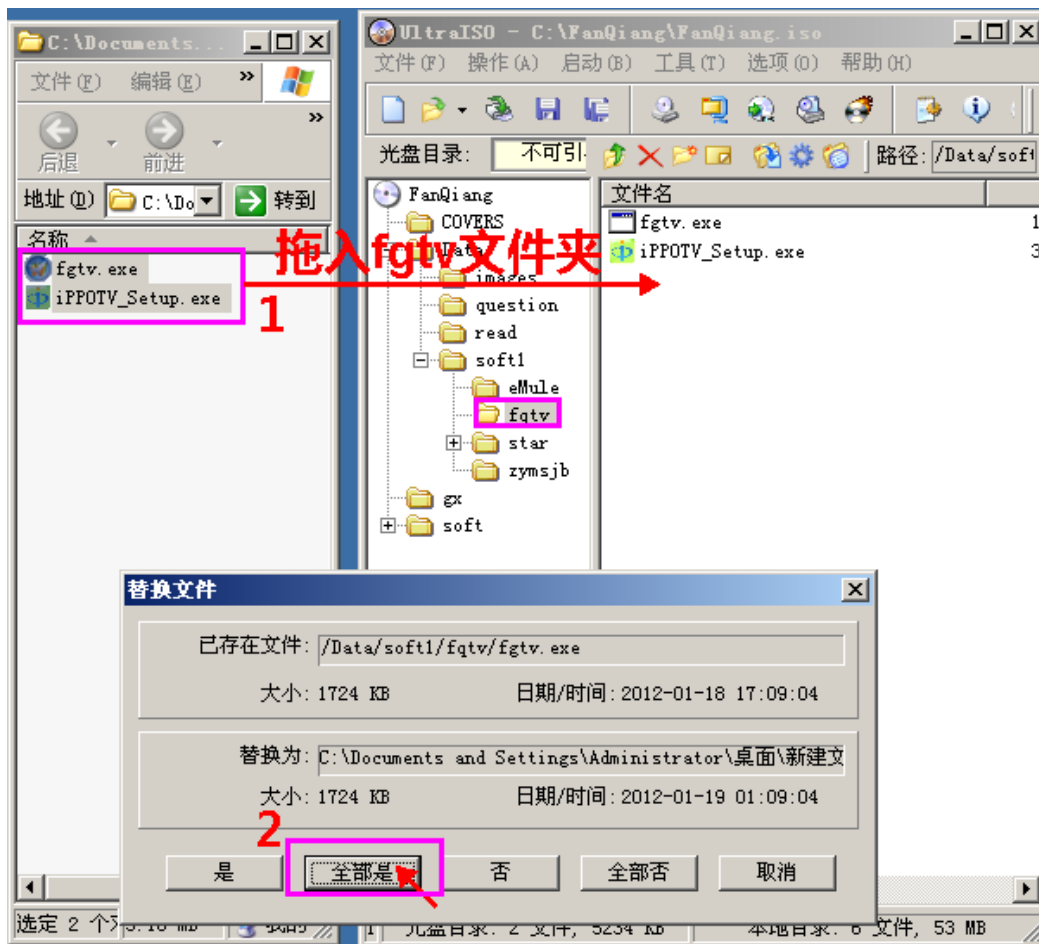 C:\Documents...
文件(F) 编辑(E) »
»
后退 前进
地址(D) C:\Do 转到
名称
fgtv.exe
iPPOTV_Setup.exe
1
拖入fgtv文件夹
UltraISO - C:\FanQiang\FanQiang.iso
文件(F) 操作(A) 启动(B) 工具(T) 选项(O) 帮助(H)
光盘目录: 不可引 路径: /Data/soft
FanQiang
COVERS
Data
images
question
read
soft1
eMule
fqtv
star
zymsjb
gx
soft
文件名
fgtv.exe 1
iPPOTV_Setup.exe 3
替换文件
已存在文件: /Data/soft1/fqtv/fgtv.exe
大小: 1724 KB 日期/时间: 2012-01-18 17:09:04
替换为: C:\Documents and Settings\Administrator\桌面\新建文
大小: 1724 KB 日期/时间: 2012-01-19 01:09:04
2
是 全部是 否 全部否 取消
选定 2 个
光盘目录: 2 文件, 5234 KB 本地目录: 6 文件, 53 MB